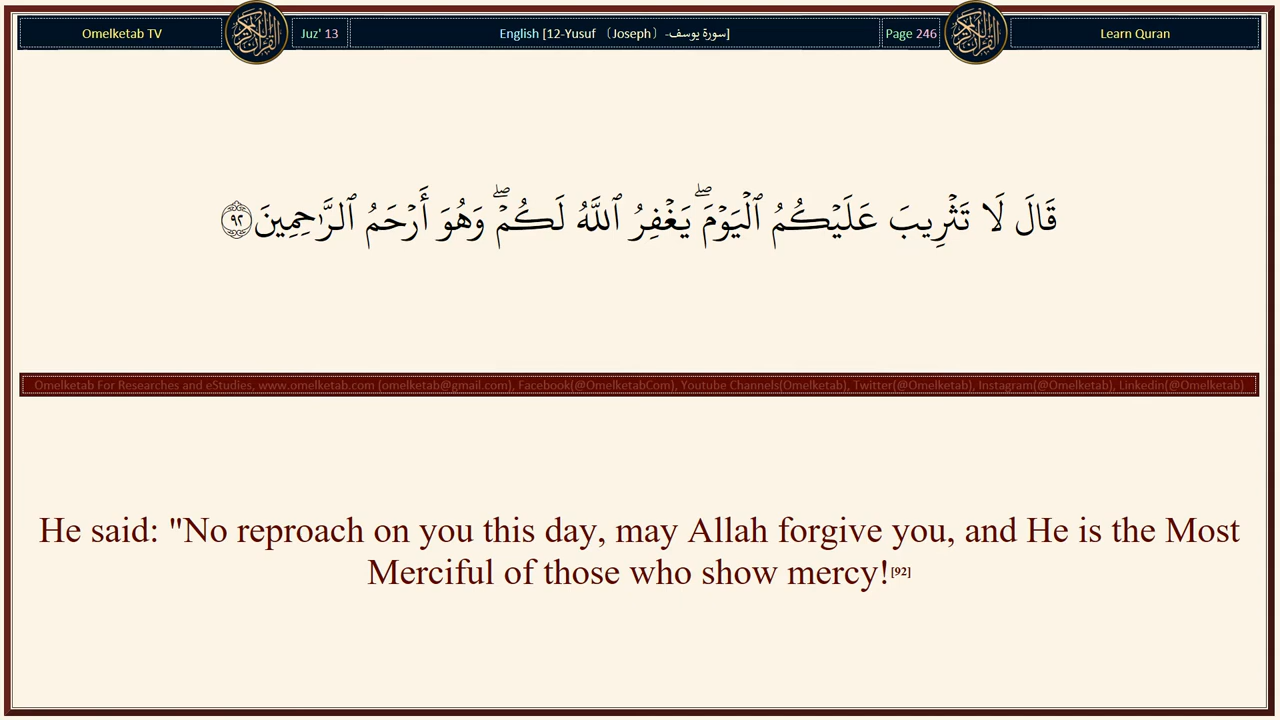 Omelketab TV
Juz' 13
English [12-Yusuf （Joseph）-سورة يوسف]
Page 246
Learn Quran
قَالَ لَا تَثْرِيبَ عَلَيْكُمُ ٱلْيَوْمَ ۖ يَغْفِرُ ٱللَّهُ لَكُمْ ۖ وَهُوَ أَرْحَمُ ٱلرَّٰحِمِينَ ٩٢
Omelketab For Researches and eStudies, www.omelketab.com (omelketab@gmail.com), Facebook(@OmelketabCom), Youtube Channels(Omelketab), Twitter(@Omelketab), Instagram(@Omelketab), Linkedin(@Omelketab)
He said: "No reproach on you this day, may Allah forgive you, and He is the Most
Merciful of those who show mercy![92]